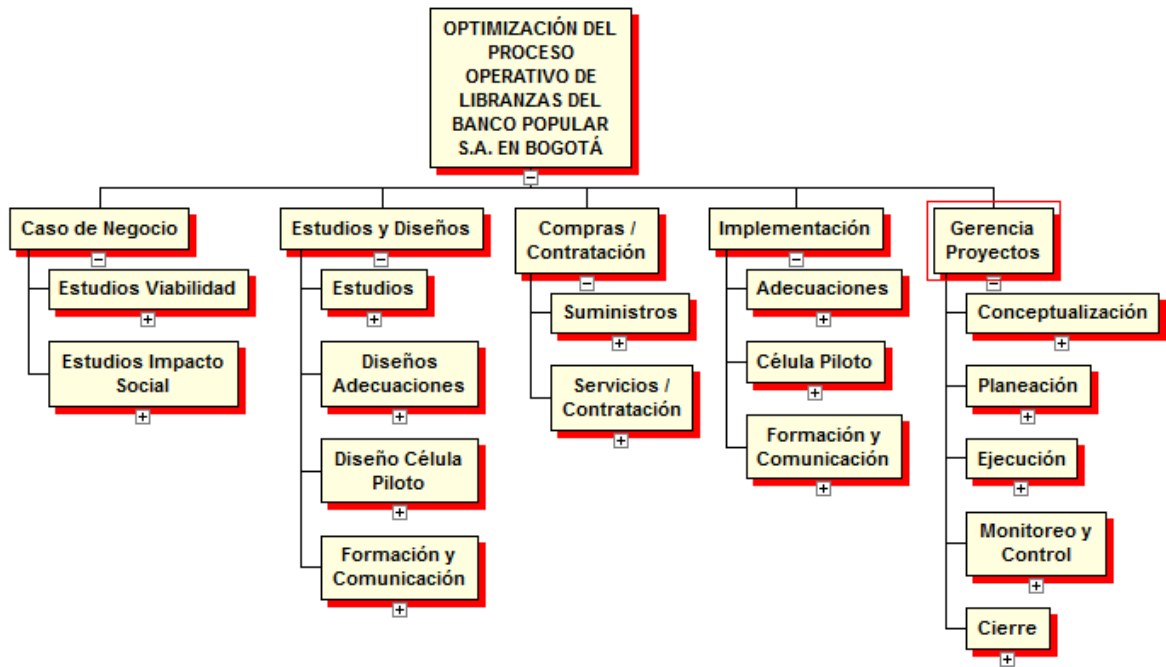 OPTIMIZACIÓN DEL
PROCESO
OPERATIVO DE
LIBRANZAS DEL
BANCO POPULAR
S.A. EN BOGOTÁ
Caso de Negocio
Estudios Viabilidad
Estudios Impacto
Social
Estudios y Diseños
Estudios
Diseños
Adecuaciones
Diseño Célula
Piloto
Formación y
Comunicación
Compras /
Contratación
Suministros
Servicios /
Contratación
Implementación
Adecuaciones
Célula Piloto
Formación y
Comunicación
Gerencia
Proyectos
Conceptualización
Planeación
Ejecución
Monitoreo y
Control
Cierre